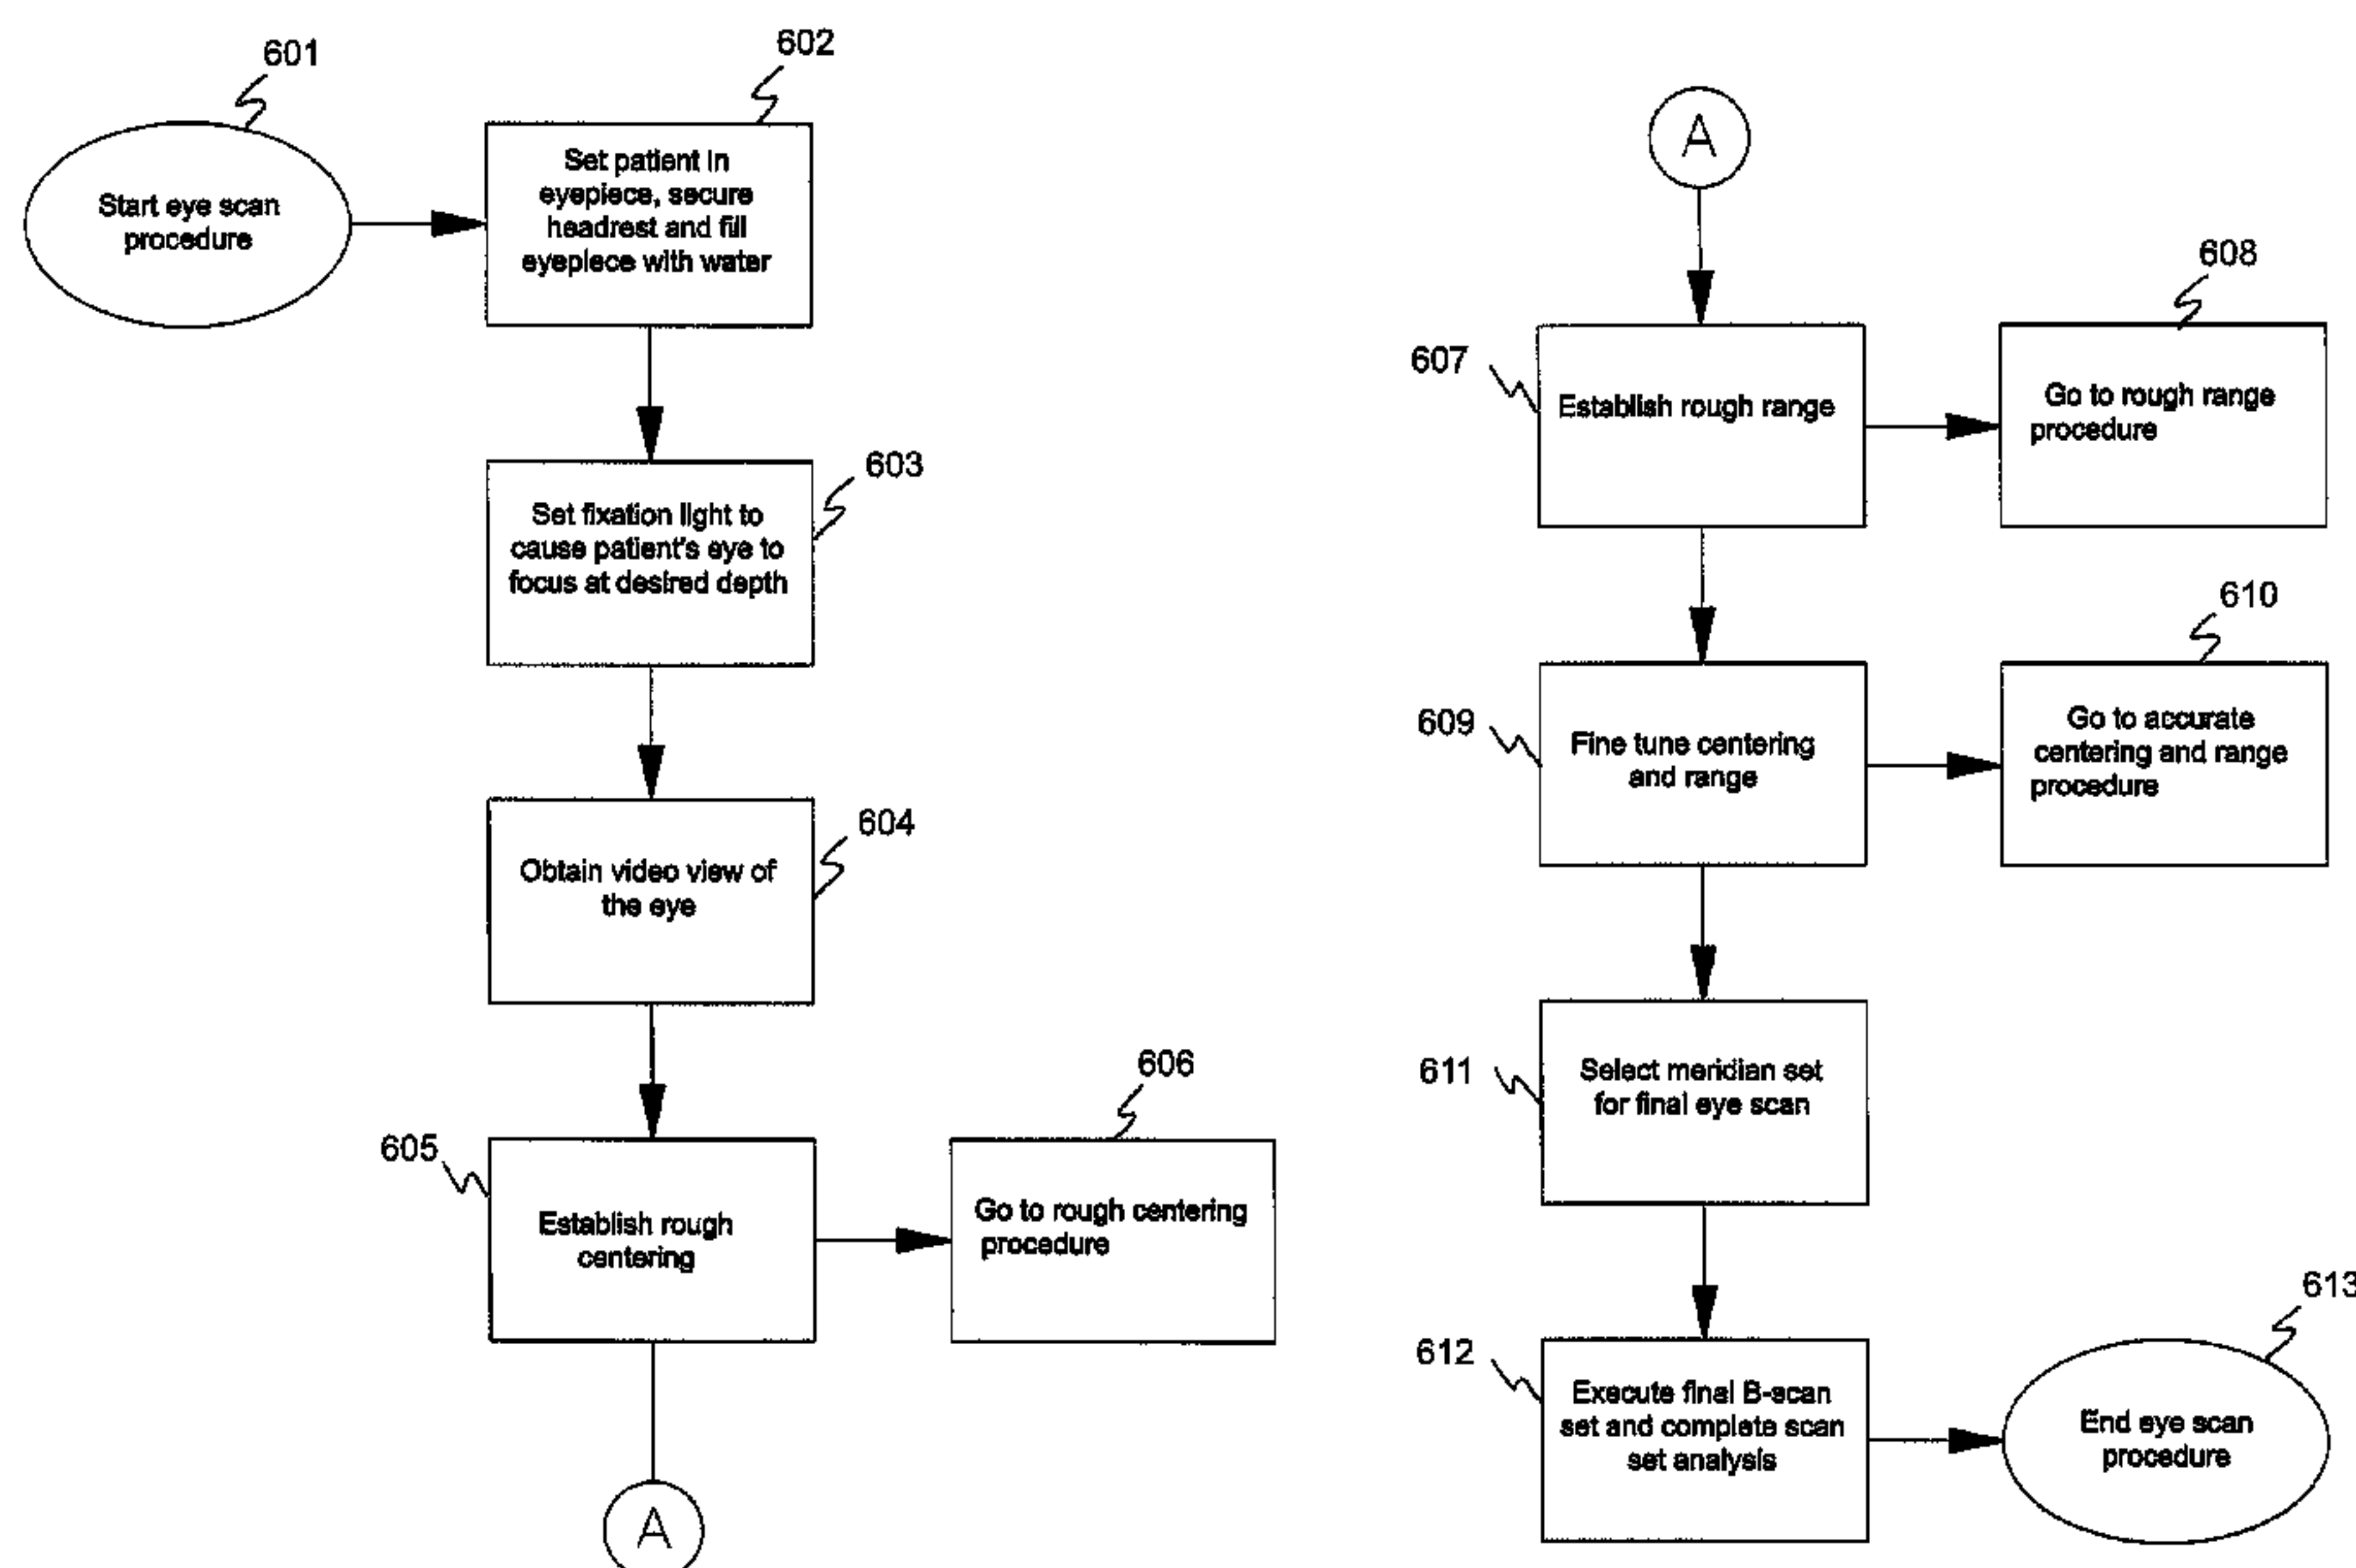 601
Start eye scan
procedure
602
Set patient in
eyepiece, secure
headrest and fill
eyepiece with water
603
Set fixation light to
cause patient's eye to
focus at desired depth
604
Obtain video view of
the eye
605
Establish rough
centering
606
Go to rough centering
procedure
A
A
607
Establish rough range
608
Go to rough range
procedure
609
Fine tune centering
and range
610
Go to accurate
centering and range
procedure
611
Select meridian set
for final eye scan
612
Execute final B-scan
set and complete scan
set analysis
613
End eye scan
procedure